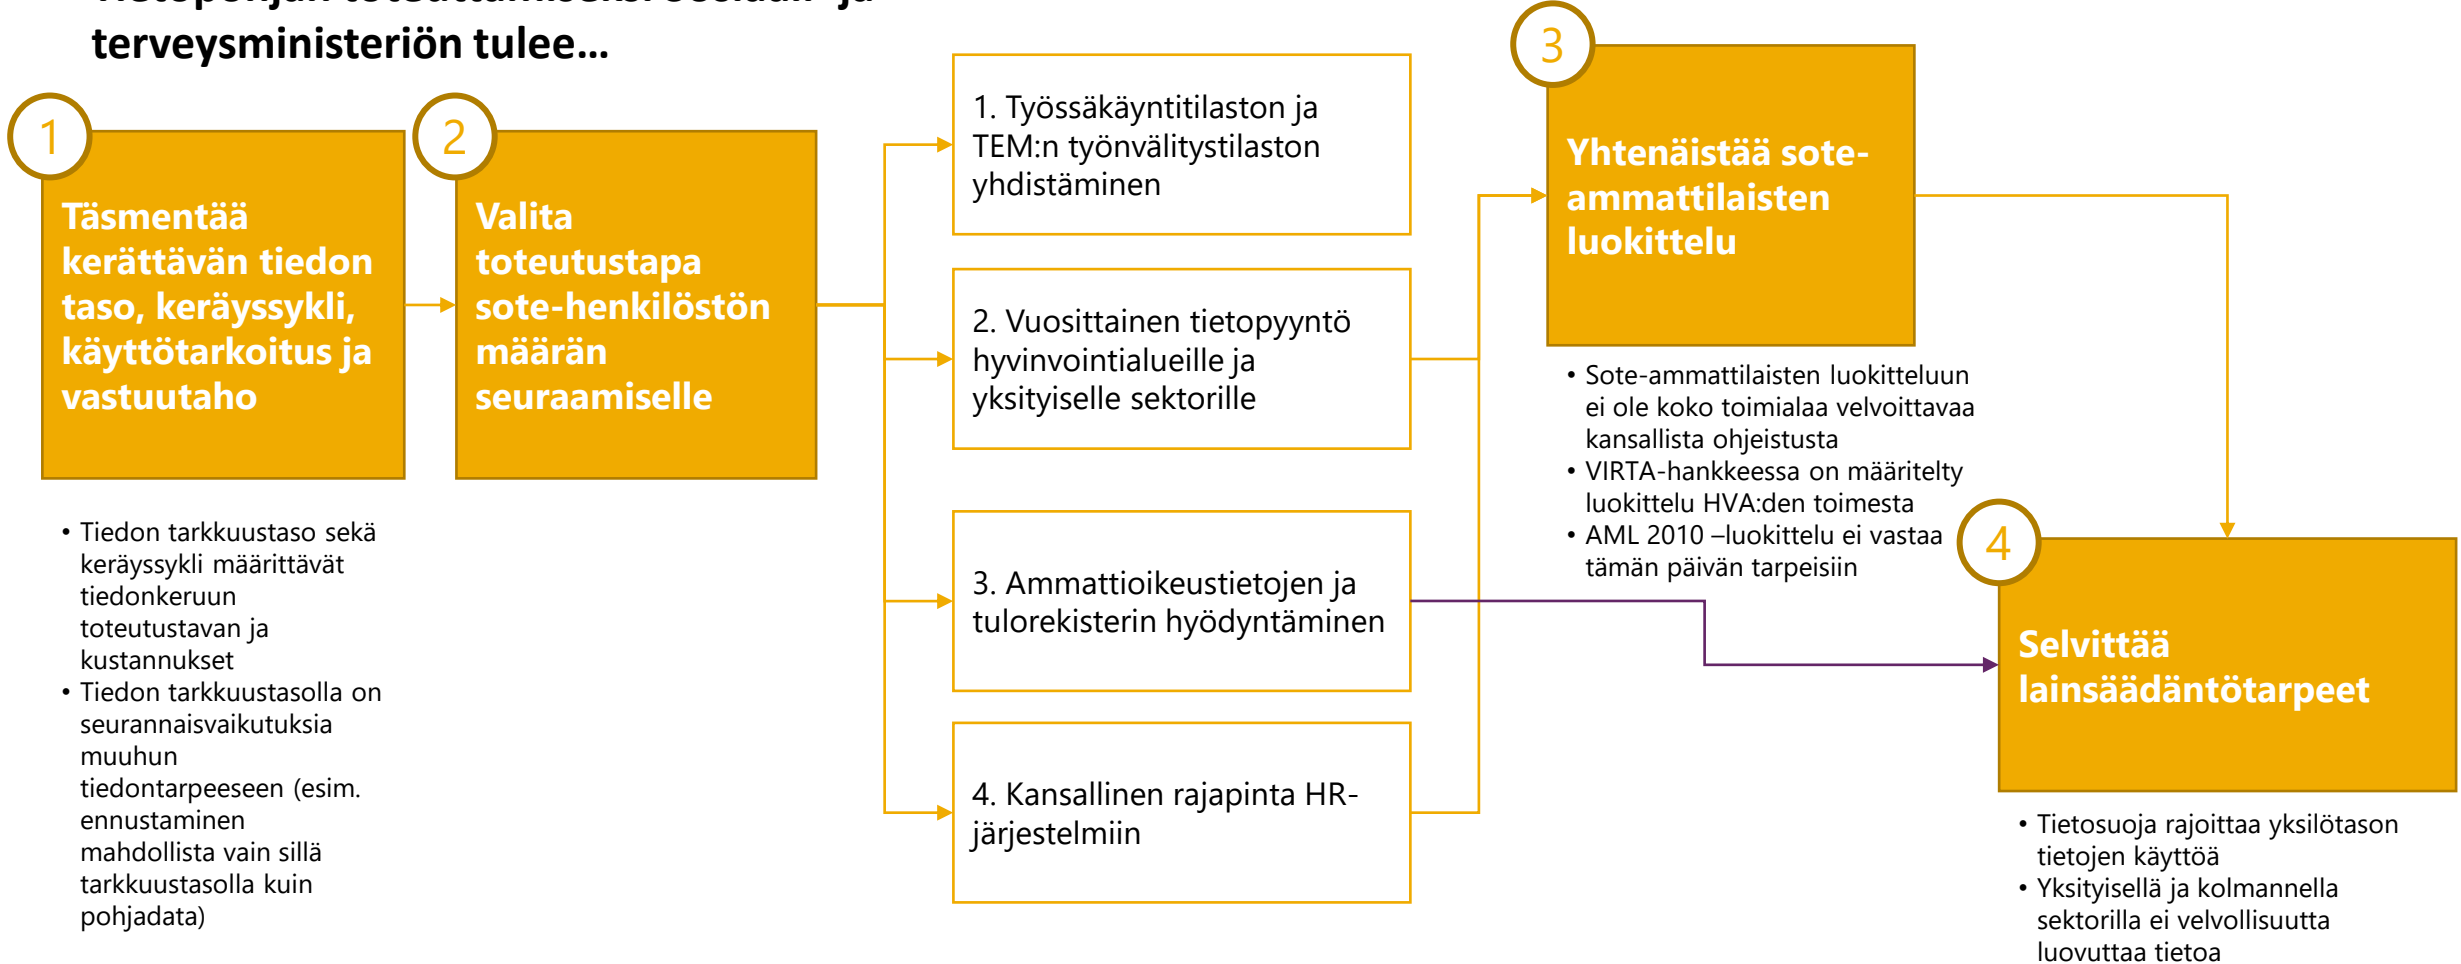 Tietopohjan toteuttamiseksi sosiaali- ja
terveysministeriön tulee…
1
Täsmentää
kerättävän tiedon
taso, keräyssykli,
käyttötarkoitus ja
vastuutaho
• Tiedon tarkkuustaso sekä
keräyssykli määrittävät
tiedonkeruun
toteutustavan ja
kustannukset
• Tiedon tarkkuustasolla on
seurannaisvaikutuksia
muuhun
tiedontarpeeseen (esim.
ennustaminen
mahdollista vain sillä
tarkkuustasolla kuin
pohjadata)
2
Valita
toteutustapa
sote-henkilöstön
määrän
seuraamiselle
1. Työssäkäyntitilaston ja
TEM:n työnvälitystilaston
yhdistäminen
2. Vuosittainen tietopyyntö
hyvinvointialueille ja
yksityiselle sektorille
3. Ammattioikeustietojen ja
tulorekisterin hyödyntäminen
4. Kansallinen rajapinta HR-
järjestelmiin
3
Yhtenäistää sote-
ammattilaisten
luokittelu
• Sote-ammattilaisten luokitteluun
ei ole koko toimialaa velvoittavaa
kansallista ohjeistusta
• VIRTA-hankkeessa on määritelty
luokittelu HVA:den toimesta
• AML 2010 –luokittelu ei vastaa
tämän päivän tarpeisiin
4
Selvittää
lainsäädäntötarpeet
• Tietosuoja rajoittaa yksilötason
tietojen käyttöä
• Yksityisellä ja kolmannella
sektorilla ei velvollisuutta
luovuttaa tietoa